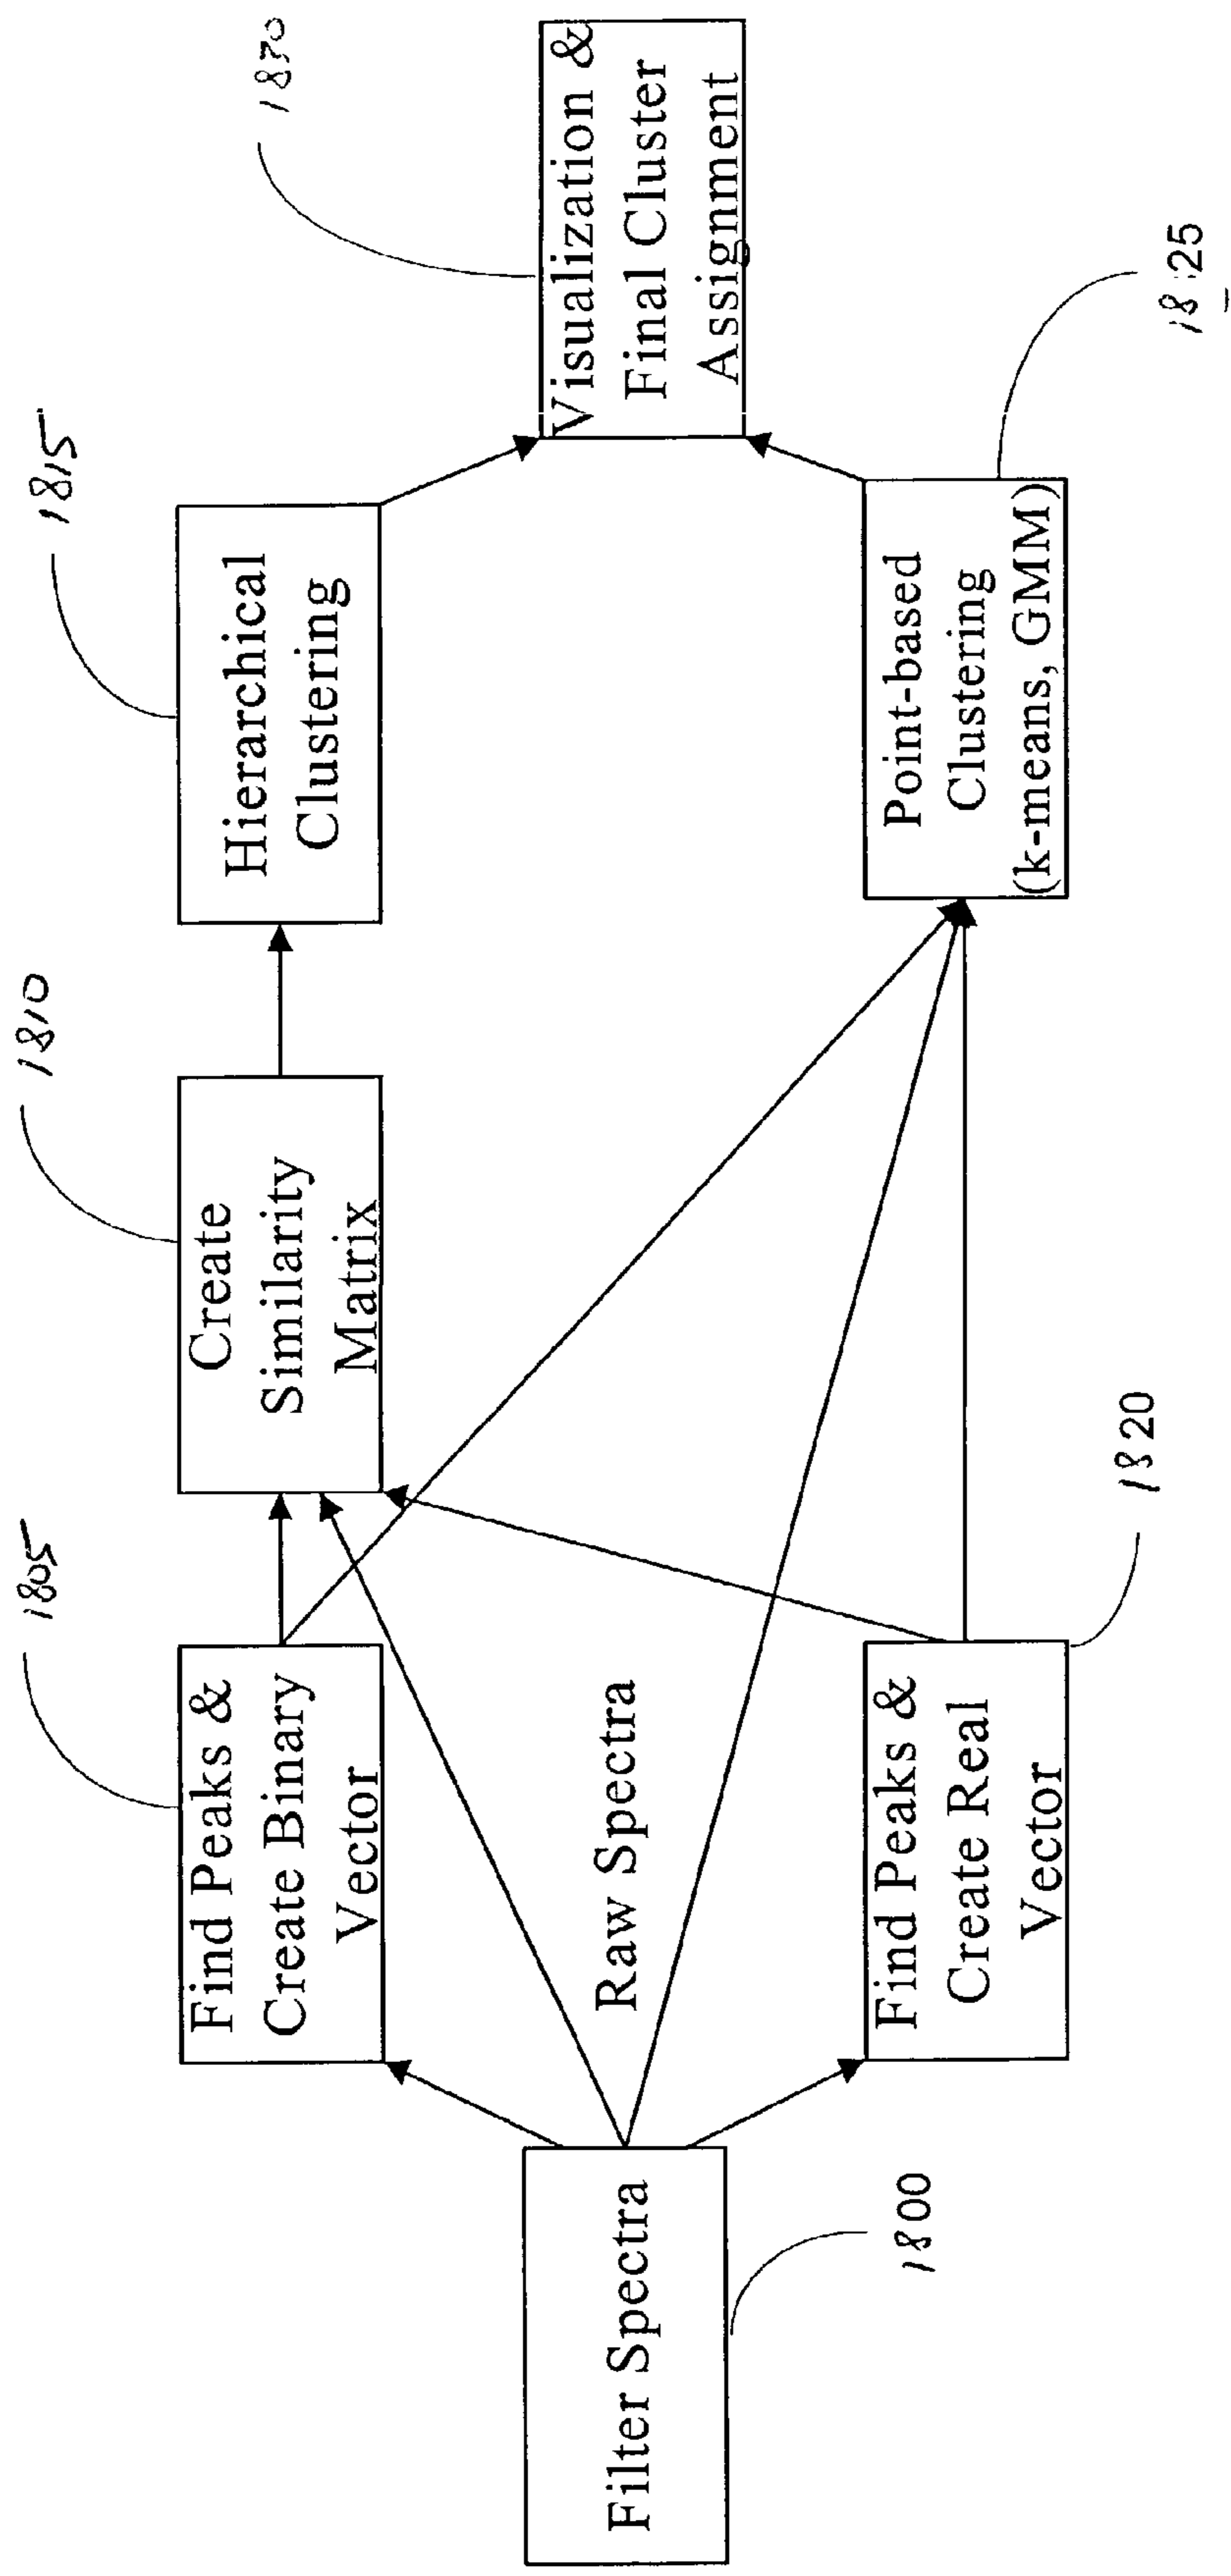 1805
1810
1815
1830
Find Peaks &
Create Binary
Vector
Create
Similarity
Matrix
Hierarchical
Clustering
Visualization &
Final Cluster
Assignment
Filter Spectra
Raw Spectra
Find Peaks &
Create Real
Vector
Point-based
Clustering
(k-means, GMM)
1800
1820
1825